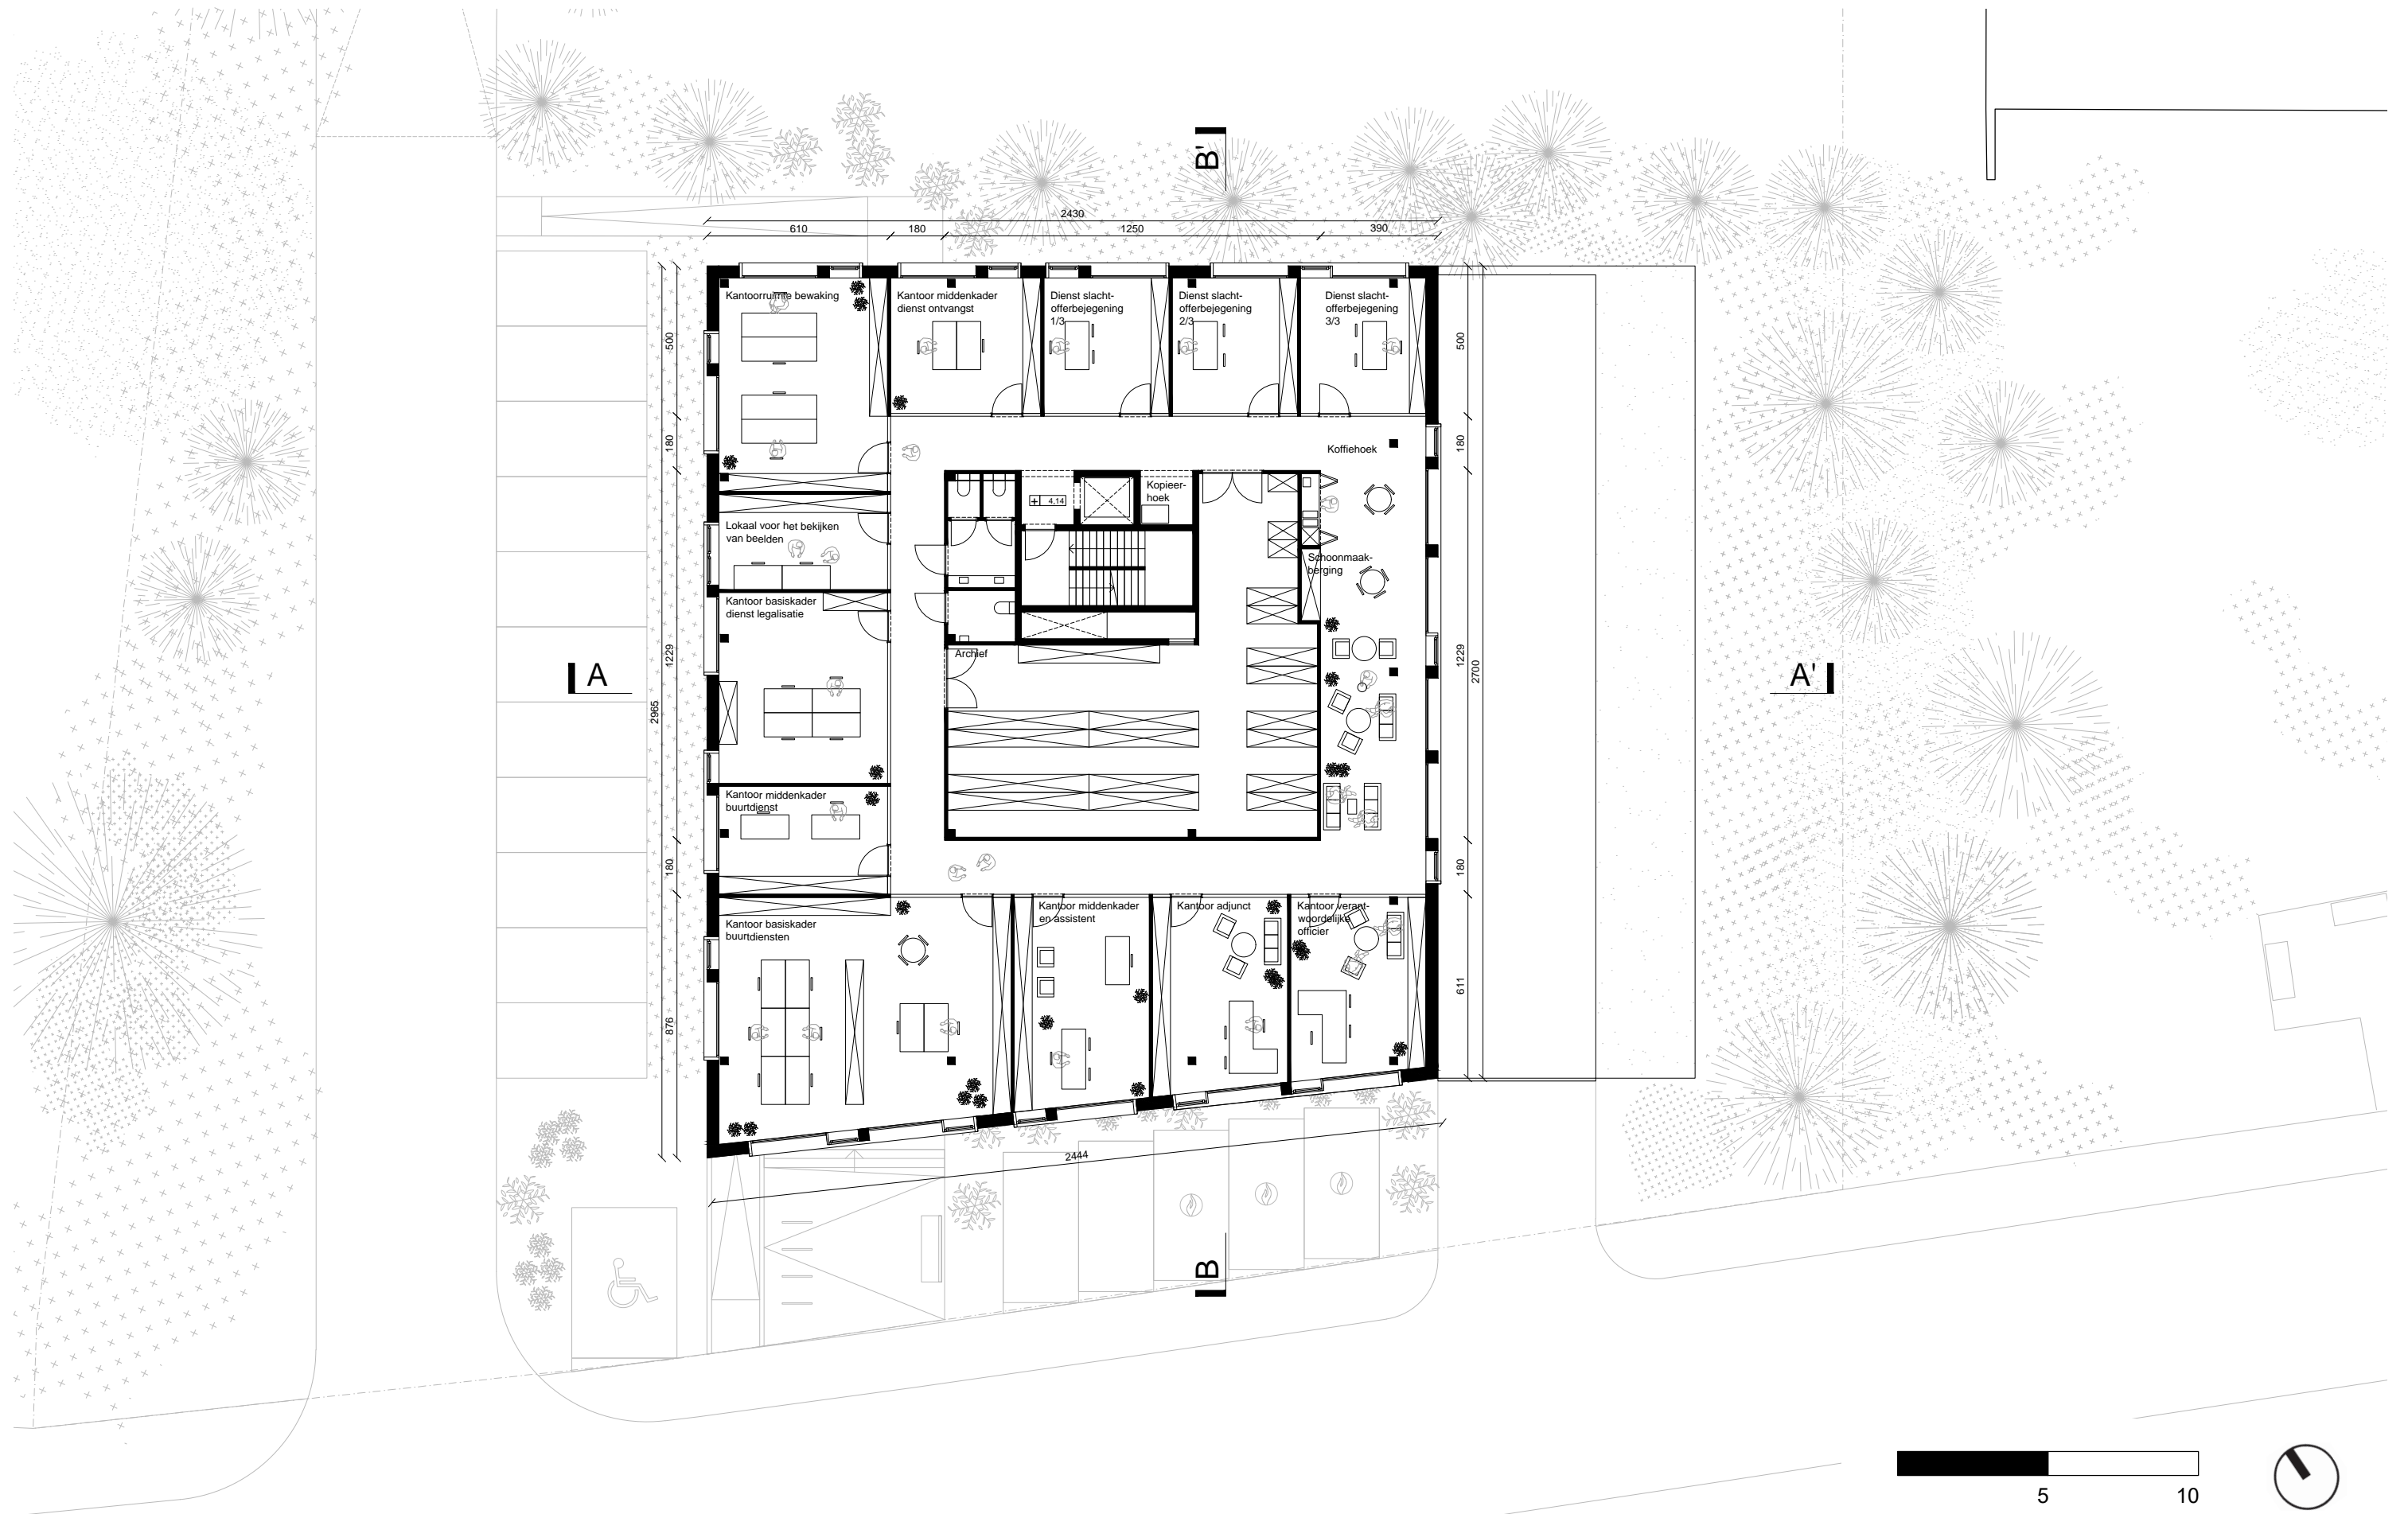 B'
2430
610
180
1250
390
Kantoorruimte bewaking
Kantoor middenkader
dienst ontvangst
Dienst slacht-
offerbejegening
1/3
Dienst slacht-
offerbejegening
2/3
Dienst slacht-
offerbejegening
3/3
500
500
180
180
Koffiehoek
Kopieer-
hoek
+ 4,14
Lokaal voor het bekijken
van beelden
Schoonmaak-
berging
Kantoor basiskader
dienst legalisatie
Archief
1229
1229
2700
2965
A
A'
Kantoor middenkader
buurtdienst
180
180
Kantoor basiskader
buurtdiensten
Kantoor middenkader
en assistent
Kantoor adjunct
Kantoor verant-
woordelijke
officier
876
611
2444
B
5
10